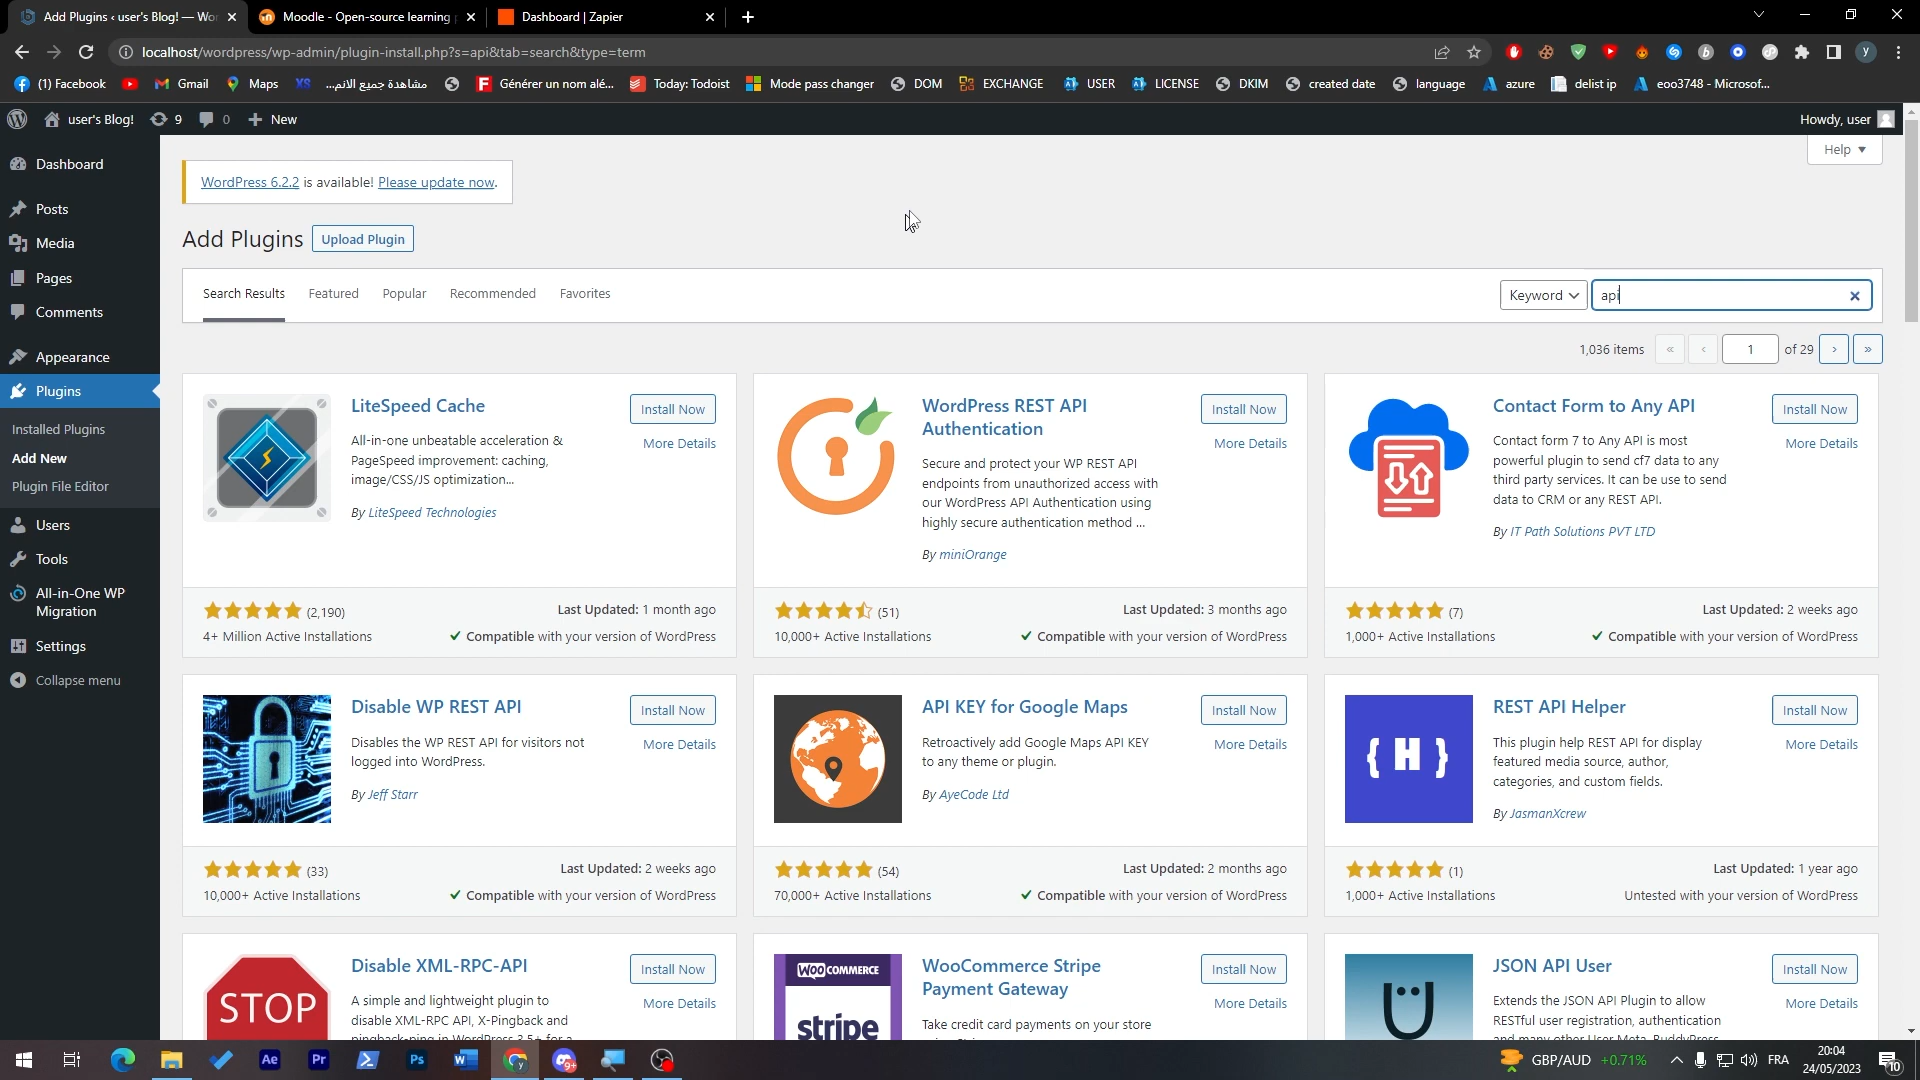 Add Plugins ‹ user's Blog! — Wor
Moodle - Open-source learning
Dashboard | Zapier
localhost/wordpress/wp-admin/plugin-install.php?s=api&tab=search&type=term
(1) Facebook
Gmail
Maps
مشاهدة جميع الانم...
Générer un nom alé...
Today: Todoist
Mode pass changer
DOM
EXCHANGE
USER
LICENSE
DKIM
created date
language
azure
delist ip
eoo3748 - Microsof...
user's Blog!
9
0
New
Howdy, user
Help
Dashboard
Posts
Media
Pages
Comments
Appearance
Plugins
Installed Plugins
Add New
Plugin File Editor
Users
Tools
All-in-One WP
Migration
Settings
Collapse menu
WordPress 6.2.2 is available! Please update now.
Add Plugins
Upload Plugin
Search Results
Featured
Popular
Recommended
Favorites
Keyword
api
1,036 items
«
‹
1
of 29
›
»
LiteSpeed Cache
Install Now
More Details
All-in-one unbeatable acceleration &
PageSpeed improvement: caching,
image/CSS/JS optimization...
By LiteSpeed Technologies
(2,190)
4+ Million Active Installations
Last Updated: 1 month ago
Compatible with your version of WordPress
WordPress REST API
Authentication
Install Now
More Details
Secure and protect your WP REST API
endpoints from unauthorized access with
our WordPress API Authentication using
highly secure authentication method ...
By miniOrange
(51)
10,000+ Active Installations
Last Updated: 3 months ago
Compatible with your version of WordPress
Contact Form to Any API
Install Now
More Details
Contact form 7 to Any API is most
powerful plugin to send cf7 data to any
third party services. It can be use to send
data to CRM or any REST API.
By IT Path Solutions PVT LTD
(7)
1,000+ Active Installations
Last Updated: 2 weeks ago
Compatible with your version of WordPress
Disable WP REST API
Install Now
More Details
Disables the WP REST API for visitors not
logged into WordPress.
By Jeff Starr
(33)
10,000+ Active Installations
Last Updated: 2 weeks ago
Compatible with your version of WordPress
API KEY for Google Maps
Install Now
More Details
Retroactively add Google Maps API KEY
to any theme or plugin.
By AyeCode Ltd
(54)
70,000+ Active Installations
Last Updated: 2 months ago
Compatible with your version of WordPress
{ H }
REST API Helper
Install Now
More Details
This plugin help REST API for display
featured media source, author,
categories, and custom fields.
By JasmanXcrew
(1)
1,000+ Active Installations
Last Updated: 1 year ago
Untested with your version of WordPress
STOP
Disable XML-RPC-API
Install Now
More Details
A simple and lightweight plugin to
disable XML-RPC API, X-Pingback and
WOO COMMERCE
stripe
WooCommerce Stripe
Payment Gateway
Install Now
More Details
Take credit card payments on your store
JSON API User
Install Now
More Details
Extends the JSON API Plugin to allow
RESTful user registration, authentication
Ae
Pr
Ps
W
9+
GBP/AUD +0.71%
FRA
20:04
24/05/2023
10